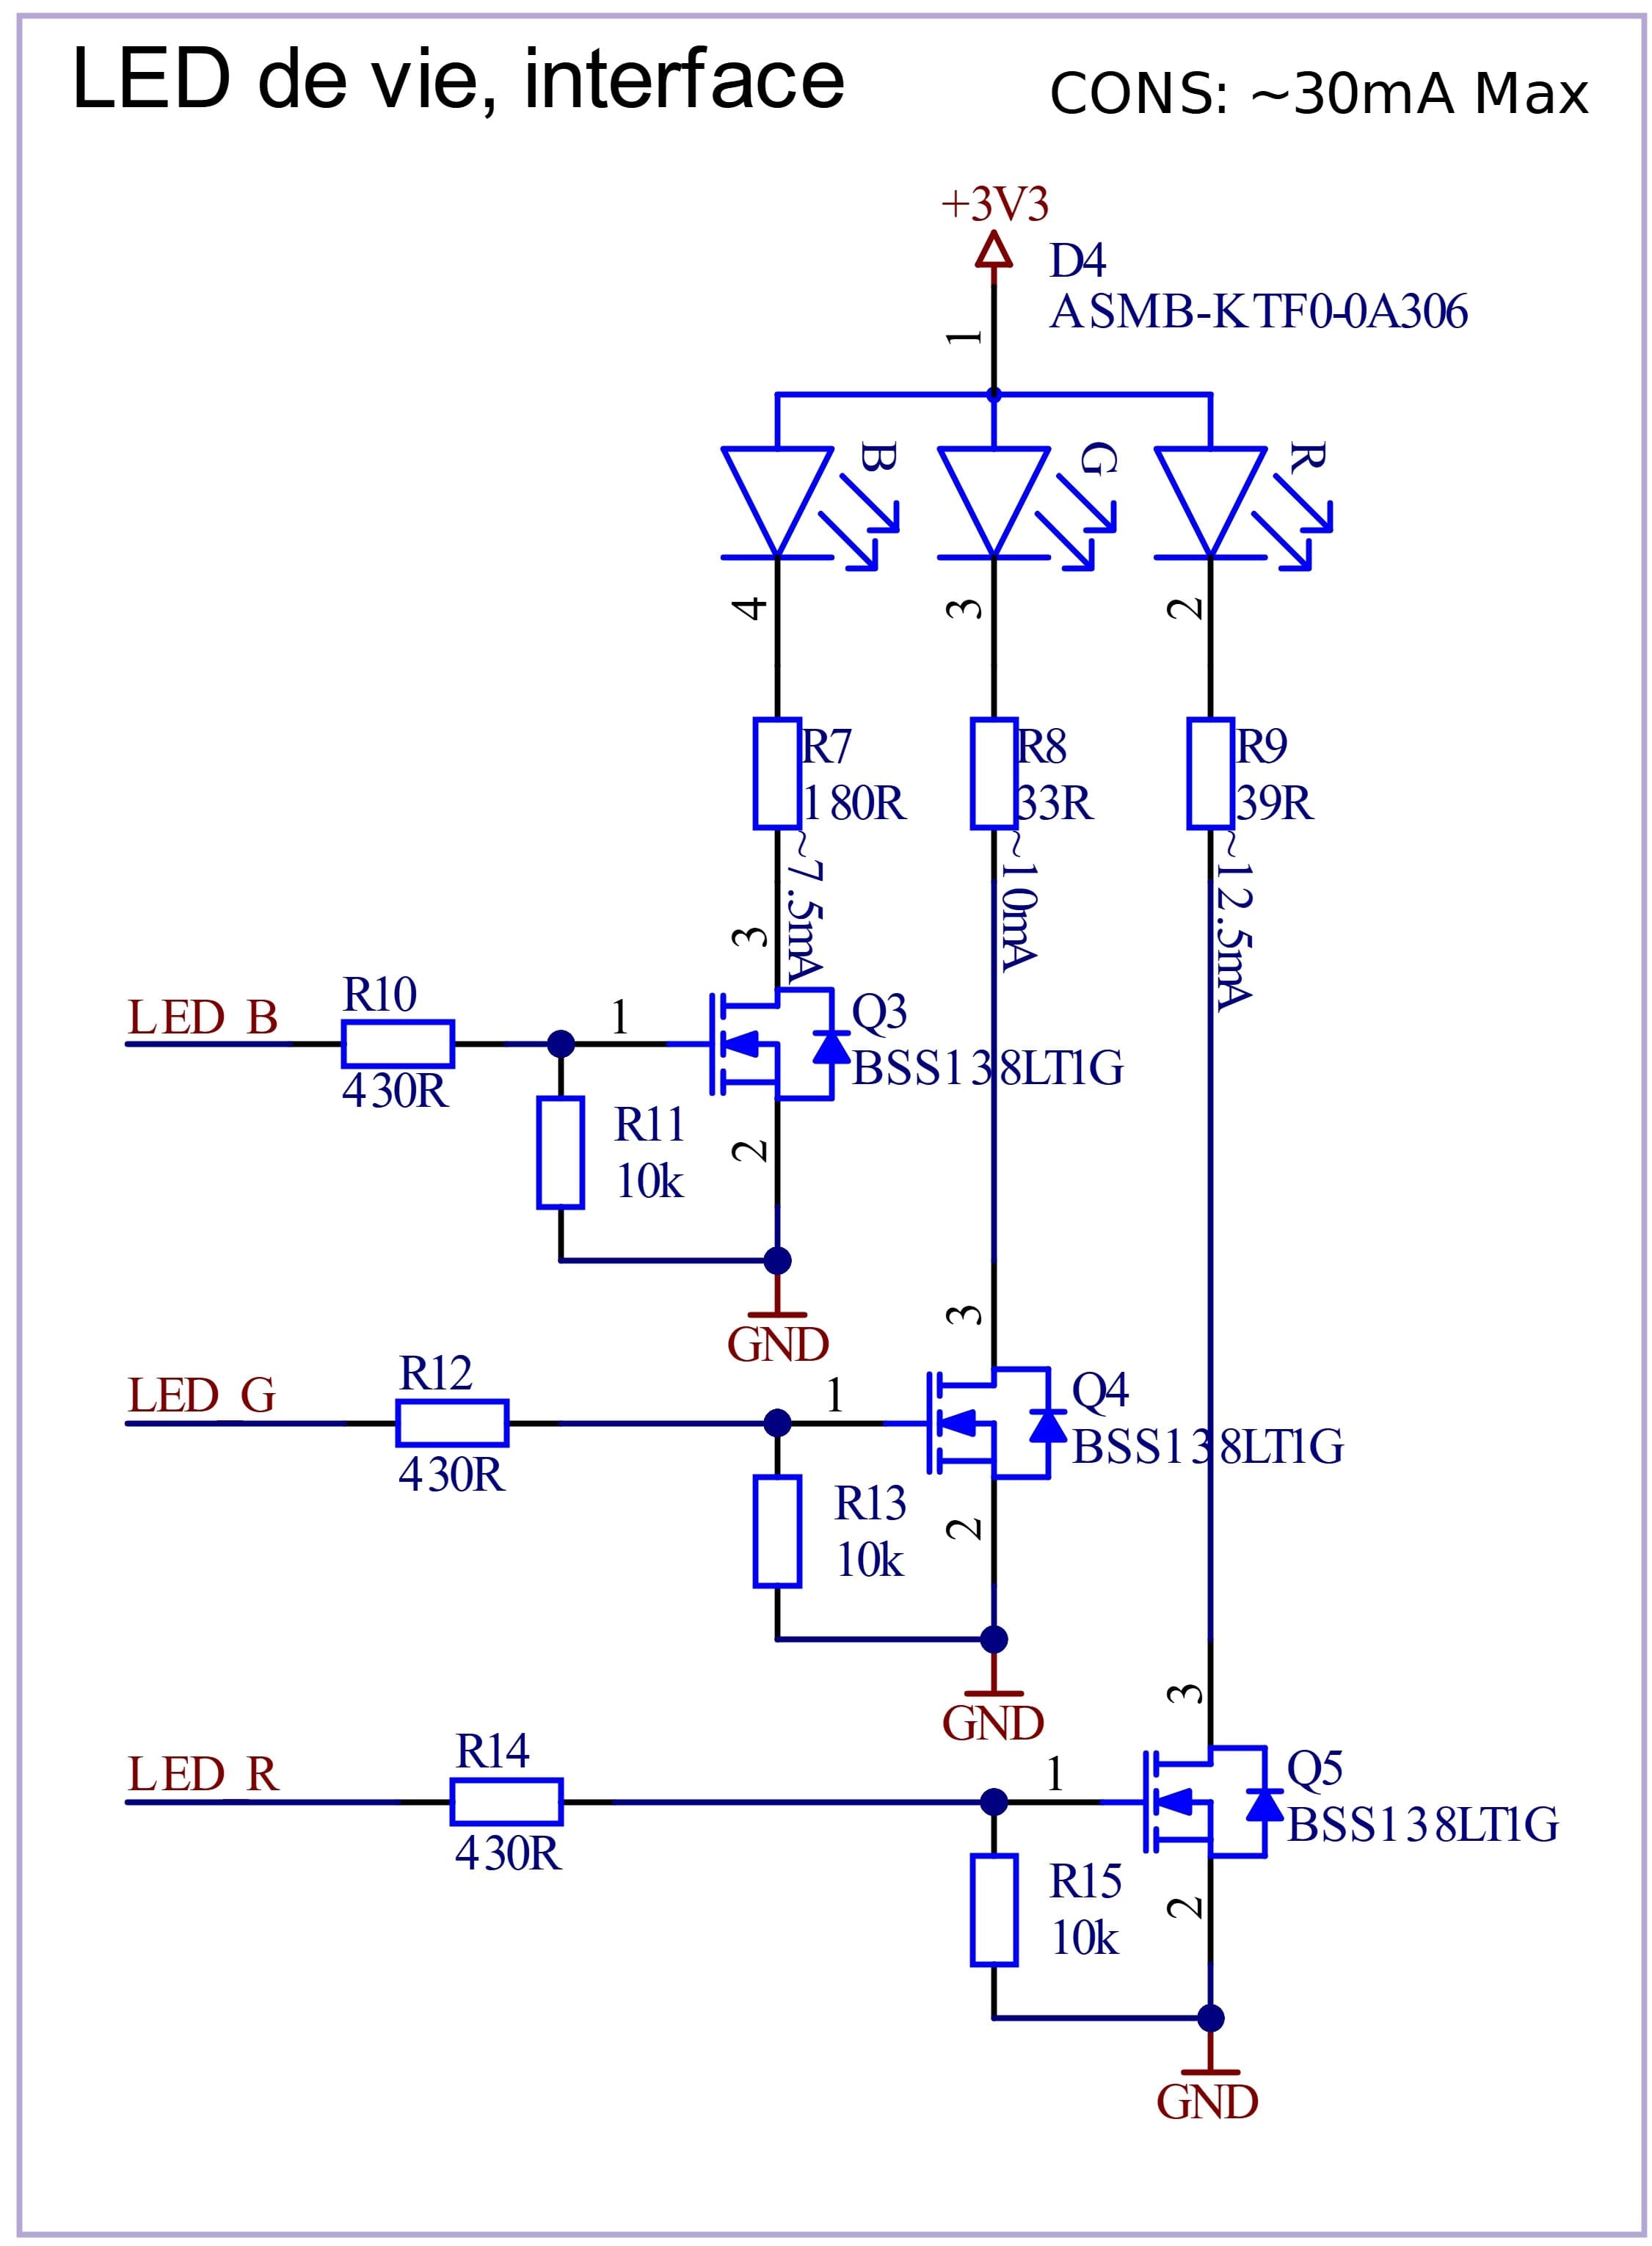 LED de vie, interface
CONS: ~30mA Max
+3V3
D4
ASMB-KTF0-0A306
1
B
G
R
4
3
2
R7
180R
R8
33R
R9
39R
~7.5mA
~10mA
~12.5mA
3
LED_B
R10
430R
1
Q3
BSS138LT1G
R11
10k
2
GND
3
LED_G
R12
430R
1
Q4
BSS138LT1G
R13
10k
2
GND
3
LED_R
R14
430R
1
Q5
BSS138LT1G
R15
10k
2
GND